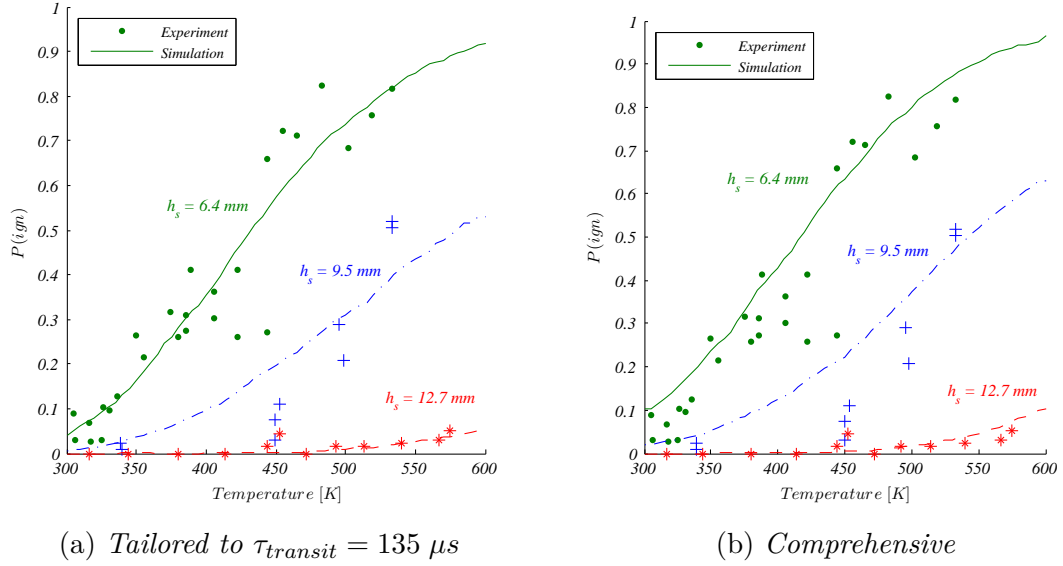 1
0.9
0.8
0.7
0.6
0.5
0.4
0.3
0.2
0.1
0
300
400
500
600
Temperature [K]
P(ign)
Experiment
Simulation
h_s = 6.4 mm
h_s = 9.5 mm
h_s = 12.7 mm
(a) Tailored to τ_transit = 135 μs
1
0.9
0.8
0.7
0.6
0.5
0.4
0.3
0.2
0.1
0
300
350
400
450
500
550
600
Temperature [K]
P(ign)
Experiment
Simulation
h_s = 6.4 mm
h_s = 9.5 mm
h_s = 12.7 mm
(b) Comprehensive